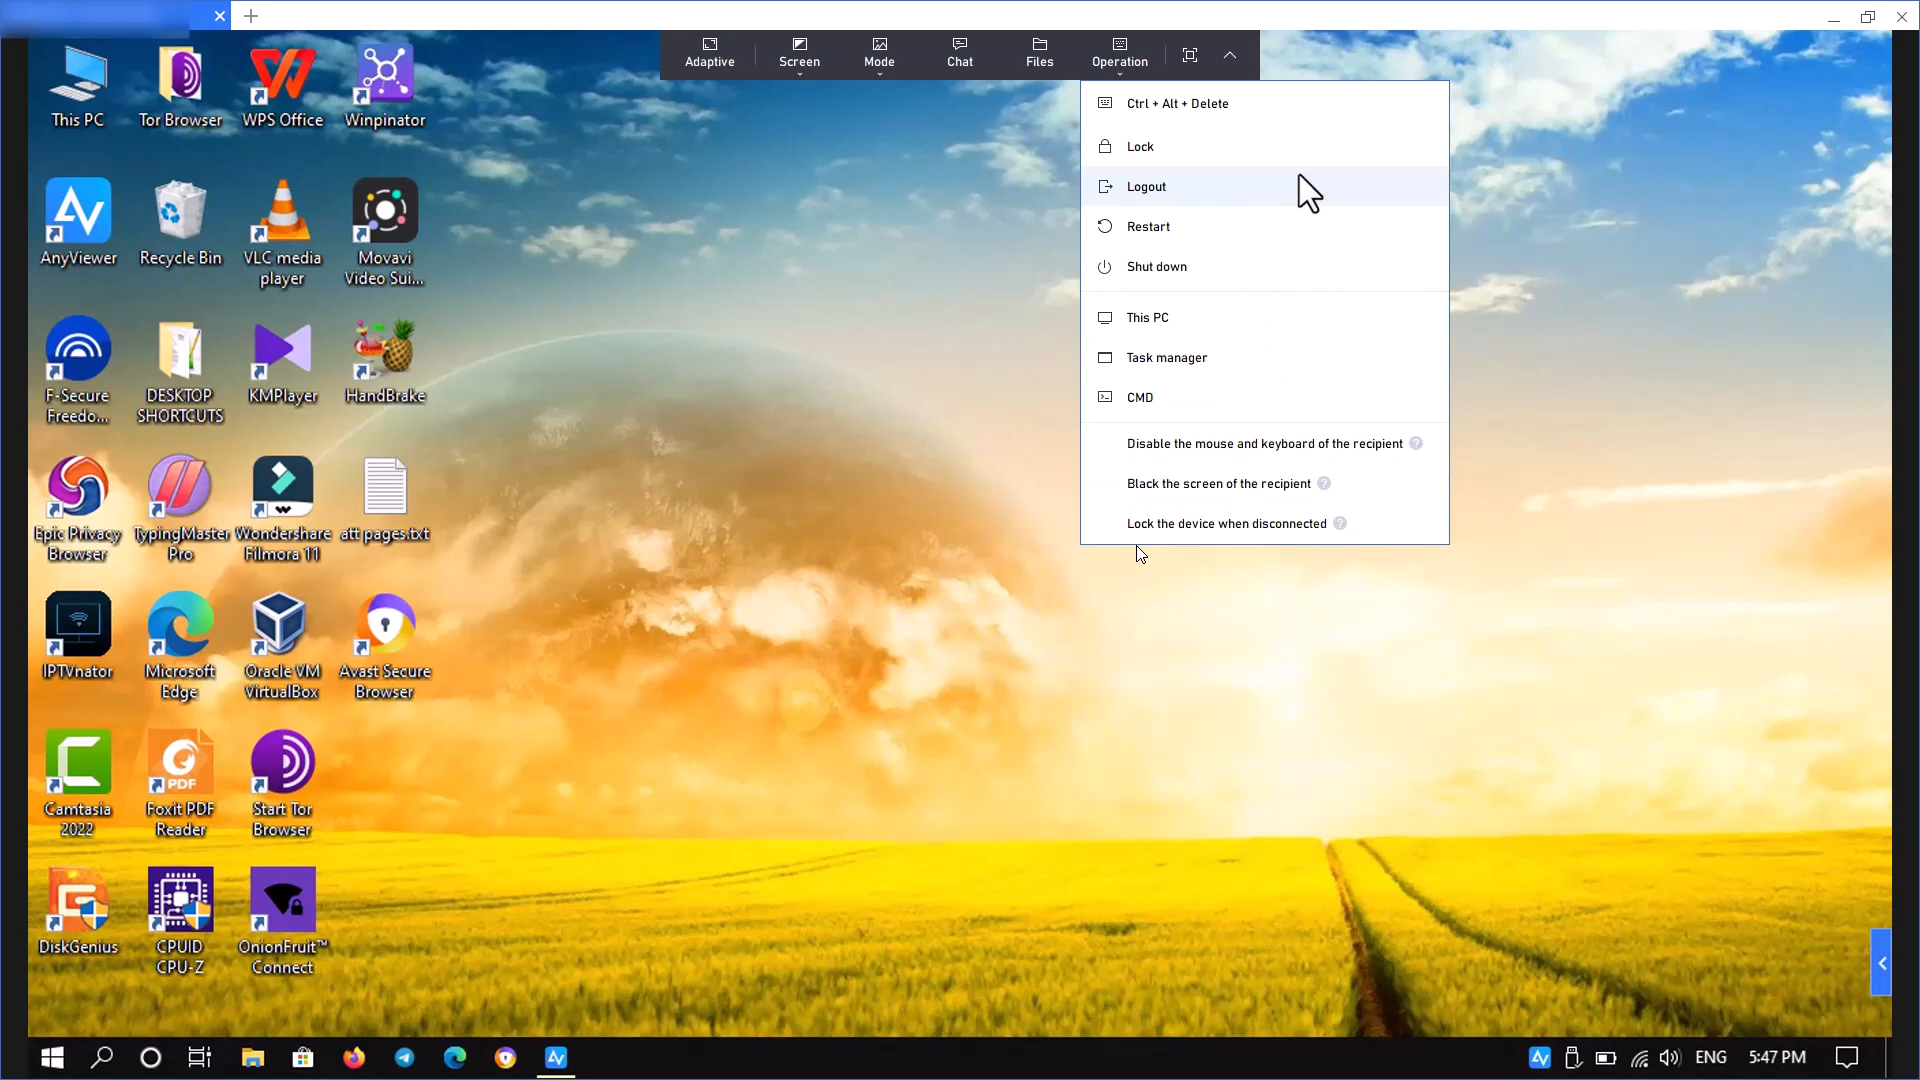 Adaptive
Screen
Mode
Chat
Files
Operation
Ctrl + Alt + Delete
Lock
Logout
Restart
Shut down
This PC
Task manager
CMD
Disable the mouse and keyboard of the recipient ?
Black the screen of the recipient ?
Lock the device when disconnected ?
This PC
Tor Browser
WPS Office
Winpinator
AnyViewer
Recycle Bin
VLC media
player
Movavi
Video Sui...
F-Secure
Freedo...
DESKTOP
SHORTCUTS
KMPlayer
HandBrake
Epic Privacy
Browser
TypingMaster
Pro
Wondershare
Filmora 11
att pages.txt
IPTVnator
Microsoft
Edge
Oracle VM
VirtualBox
Avast Secure
Browser
Camtasia
2022
PDF
Foxit PDF
Reader
Start Tor
Browser
DiskGenius
CPUID
CPU-Z
OnionFruit™
Connect
ENG
5:47 PM